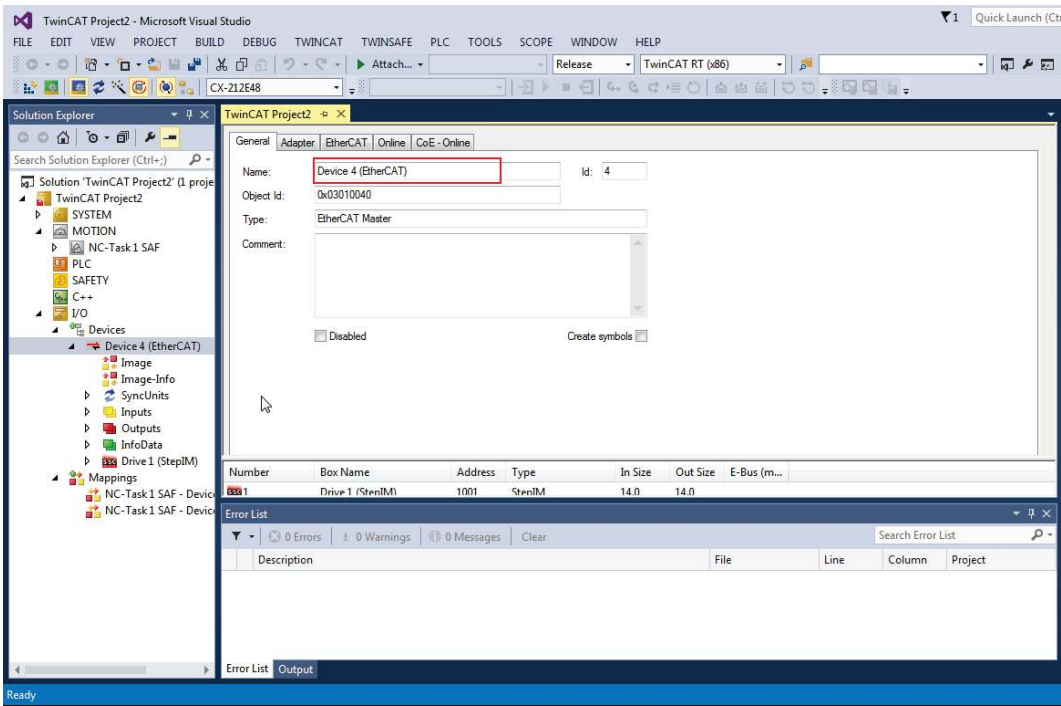 TwinCAT Project2 - Microsoft Visual Studio
1 Quick Launch (Ct
FILE EDIT VIEW PROJECT BUILD DEBUG TWINCAT TWINSAFE PLC TOOLS SCOPE WINDOW HELP
Attach... Release TwinCAT RT (x86)
CX-212E48
Solution Explorer
Search Solution Explorer (Ctrl+;)
Solution 'TwinCAT Project2' (1 proje
TwinCAT Project2
SYSTEM
MOTION
NC-Task 1 SAF
PLC
SAFETY
C++
I/O
Devices
Device 4 (EtherCAT)
Image
Image-Info
SyncUnits
Inputs
Outputs
InfoData
Drive 1 (StepIM)
Mappings
NC-Task 1 SAF - Device
NC-Task 1 SAF - Device
TwinCAT Project2
General Adapter EtherCAT Online CoE - Online
Name: Device 4 (EtherCAT) Id: 4
Object Id: 0x03010040
Type: EtherCAT Master
Comment:
Disabled Create symbols
Number Box Name Address Type In Size Out Size E-Bus (m...
1 Drive 1 (StepIM) 1001 StepIM 14.0 14.0
Error List
0 Errors ! 0 Warnings 0 Messages Clear Search Error List
Description File Line Column Project
Error List Output
Ready